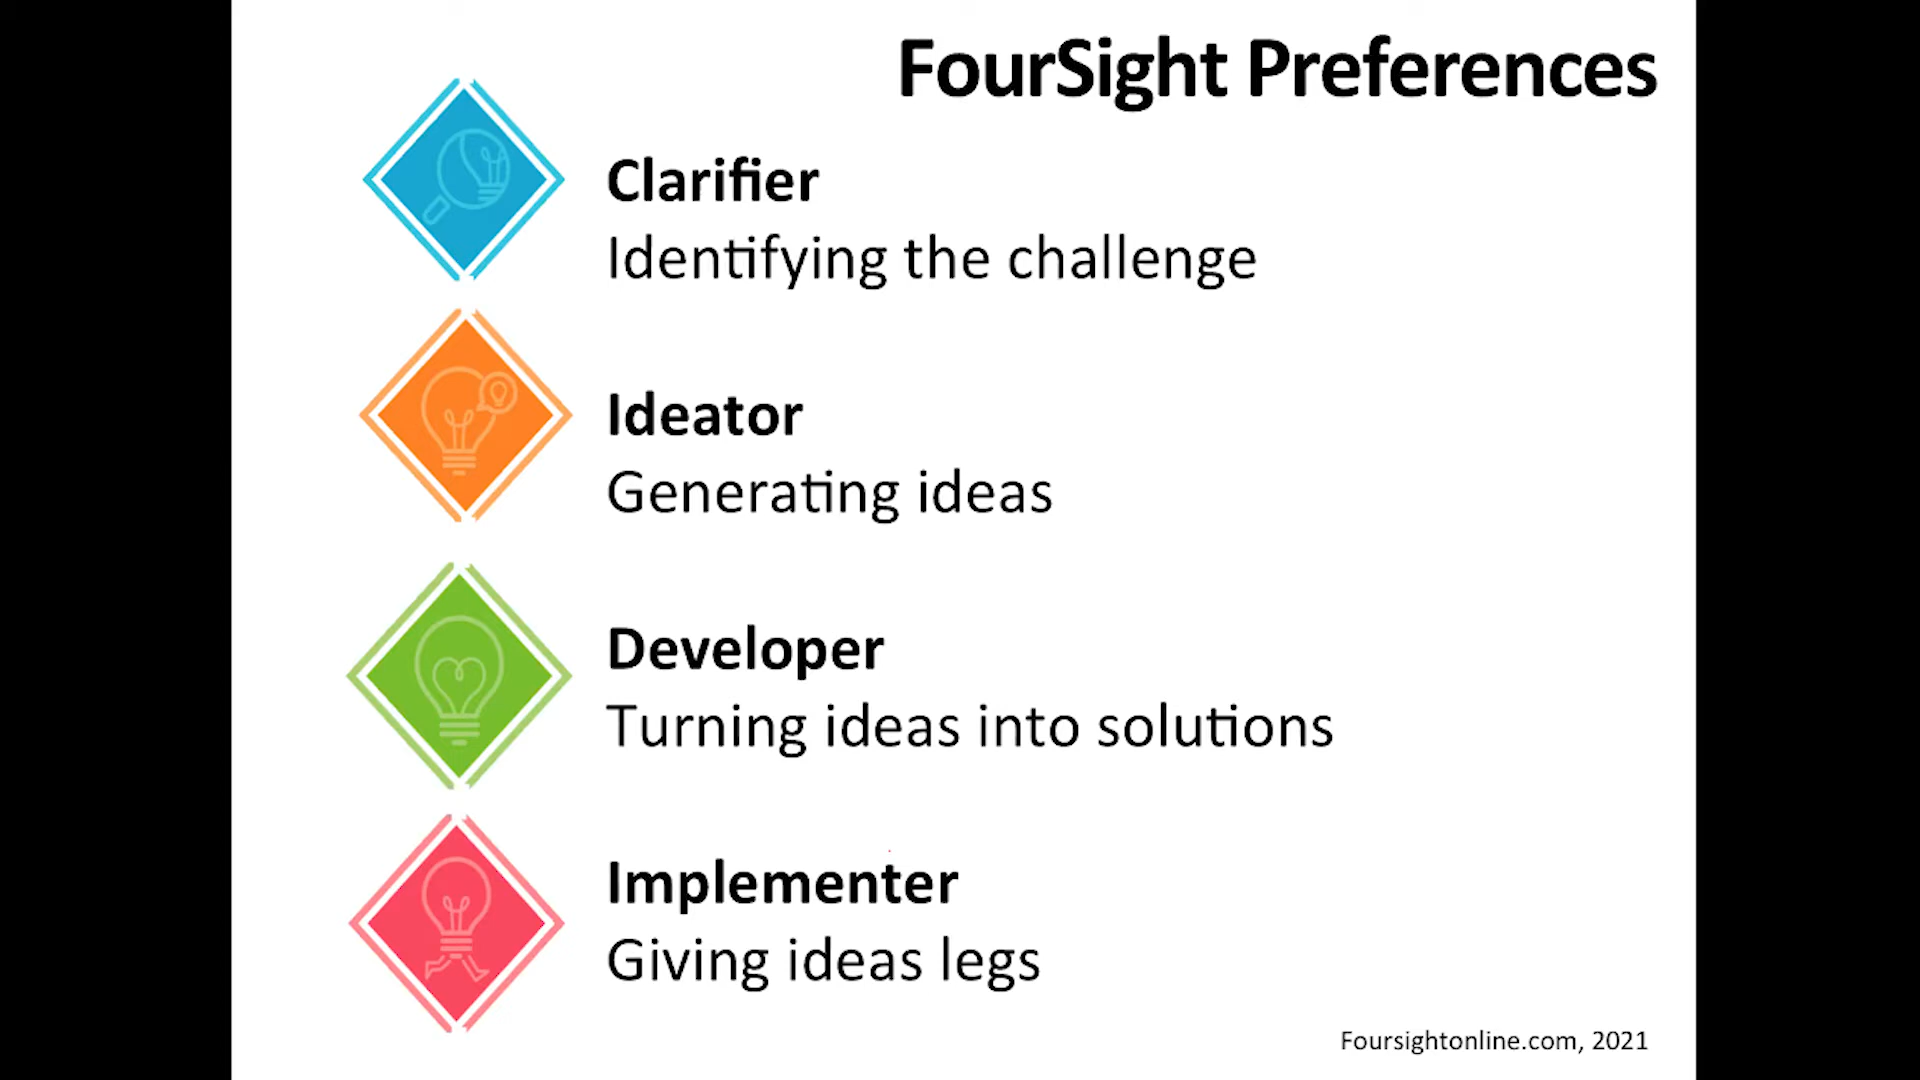 FourSight Preferences
Clarifier
Identifying the challenge
Ideator
Generating ideas
Developer
Turning ideas into solutions
Implementer
Giving ideas legs
Foursightonline.com, 2021